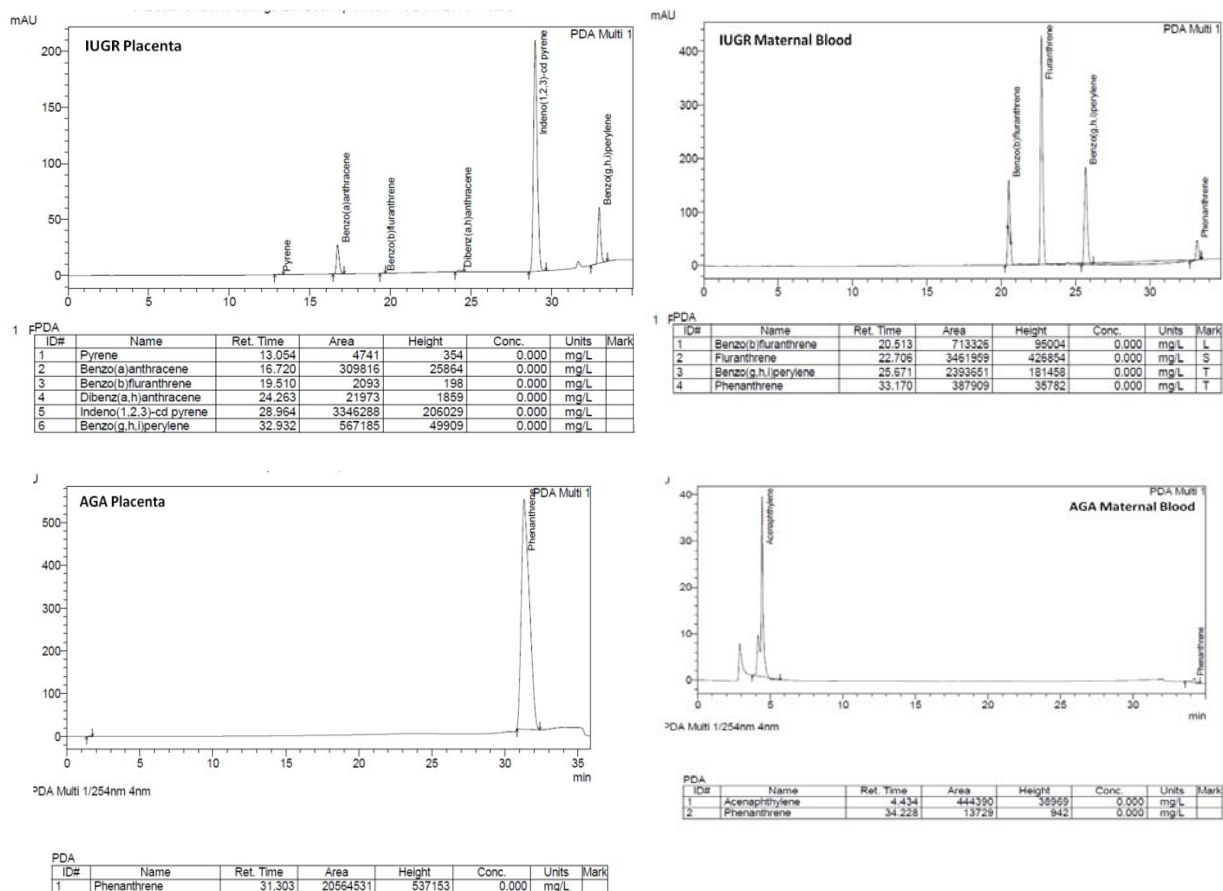 mAU
IUGR Placenta
PDA Multi 1
200
150
100
50
0
Pyrene
Benzo(a)anthracene
Benzo(b)fluranthrene
Dibenz(a,h)anthracene
Indeno(1,2,3)-cd pyrene
Benzo(g,h,i)perylene
0 5 10 15 20 25 30
PDA
ID# Name Ret. Time Area Height Conc. Units Mark
1 Pyrene 13.054 4741 354 0.000 mg/L
2 Benzo(a)anthracene 16.720 309816 25864 0.000 mg/L
3 Benzo(b)fluranthrene 19.510 2093 198 0.000 mg/L
4 Dibenz(a,h)anthracene 24.263 21973 1859 0.000 mg/L
5 Indeno(1,2,3)-cd pyrene 28.964 3346288 206029 0.000 mg/L
6 Benzo(g,h,i)perylene 32.932 567185 49909 0.000 mg/L
mAU
IUGR Maternal Blood
PDA Multi 1
400
300
200
100
0
Benzo(b)fluranthrene
Fluranthrene
Benzo(g,h,i)perylene
Phenanthrene
0 5 10 15 20 25 30
PDA
ID# Name Ret. Time Area Height Conc. Units Mark
1 Benzo(b)fluranthrene 20.513 713326 95004 0.000 mg/L L
2 Fluranthrene 22.706 3461959 426854 0.000 mg/L S
3 Benzo(g,h,i)perylene 25.671 2393651 181458 0.000 mg/L T
4 Phenanthrene 33.170 387909 35782 0.000 mg/L T
AGA Placenta
PDA Multi 1
500
400
300
200
100
0
Phenanthrene
0 5 10 15 20 25 30 35
min
PDA Multi 1/254nm 4nm
PDA
ID# Name Ret. Time Area Height Conc. Units Mark
1 Phenanthrene 31.303 20564531 537153 0.000 mg/L
PDA Multi 1
AGA Maternal Blood
40
30
20
10
0
Acenaphthylene
Phenanthrene
0 5 10 15 20 25 30
min
PDA Multi 1/254nm 4nm
PDA
ID# Name Ret. Time Area Height Conc. Units Mark
1 Acenaphthylene 4.434 444390 38969 0.000 mg/L
2 Phenanthrene 34.228 13729 942 0.000 mg/L